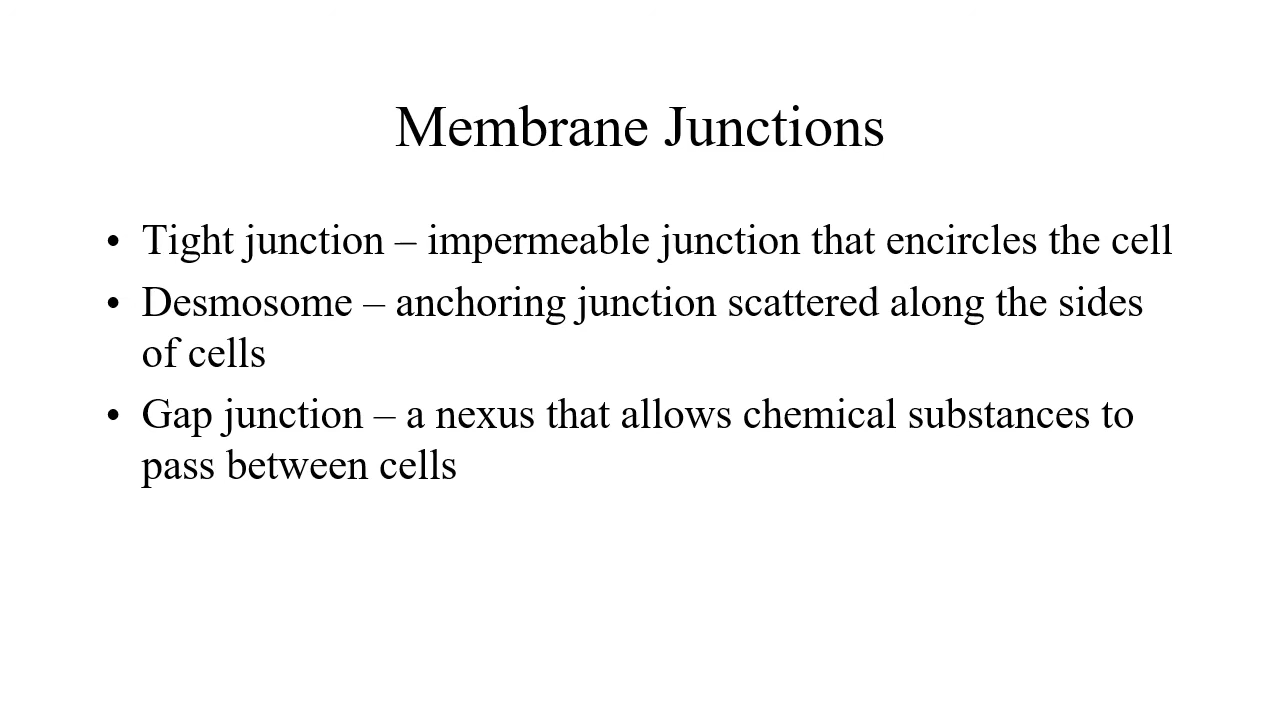 Membrane Junctions
• Tight junction – impermeable junction that encircles the cell
• Desmosome – anchoring junction scattered along the sides
of cells
• Gap junction – a nexus that allows chemical substances to
pass between cells